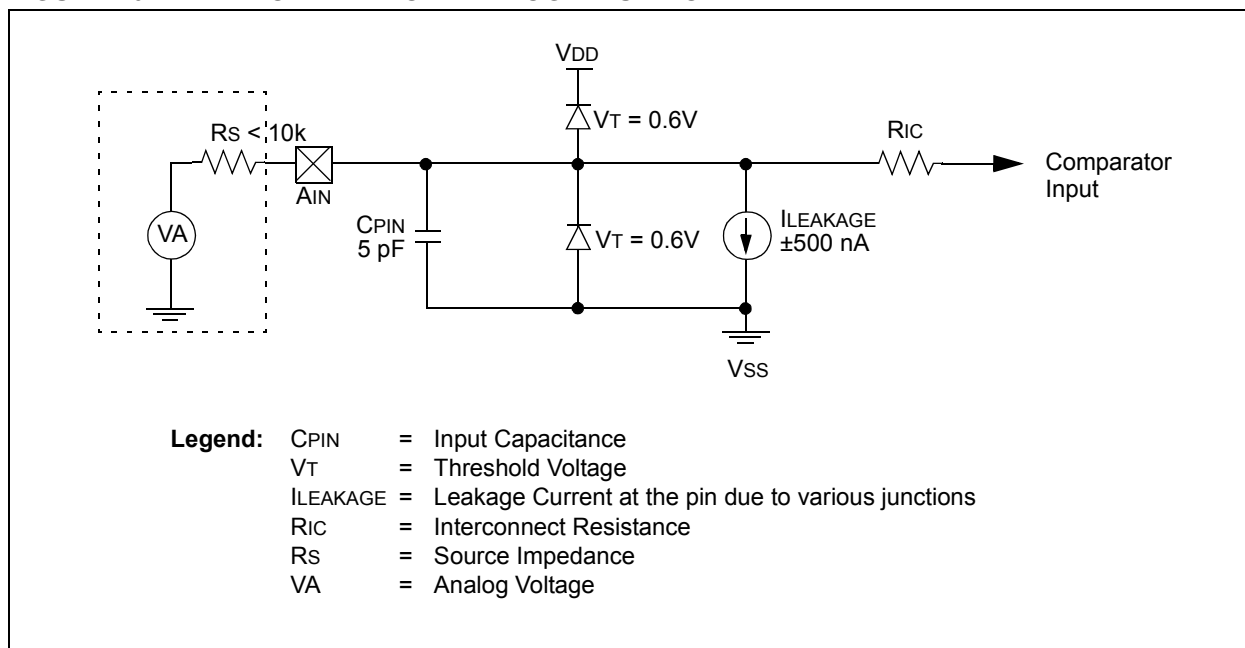 VDD
RS < 10k
VT = 0.6V
RIC
AIN
Comparator
Input
VA
CPIN
5 pF
VT = 0.6V
ILEAKAGE
±500 nA
VSS
Legend: CPIN = Input Capacitance
VT = Threshold Voltage
ILEAKAGE = Leakage Current at the pin due to various junctions
RIC = Interconnect Resistance
RS = Source Impedance
VA = Analog Voltage